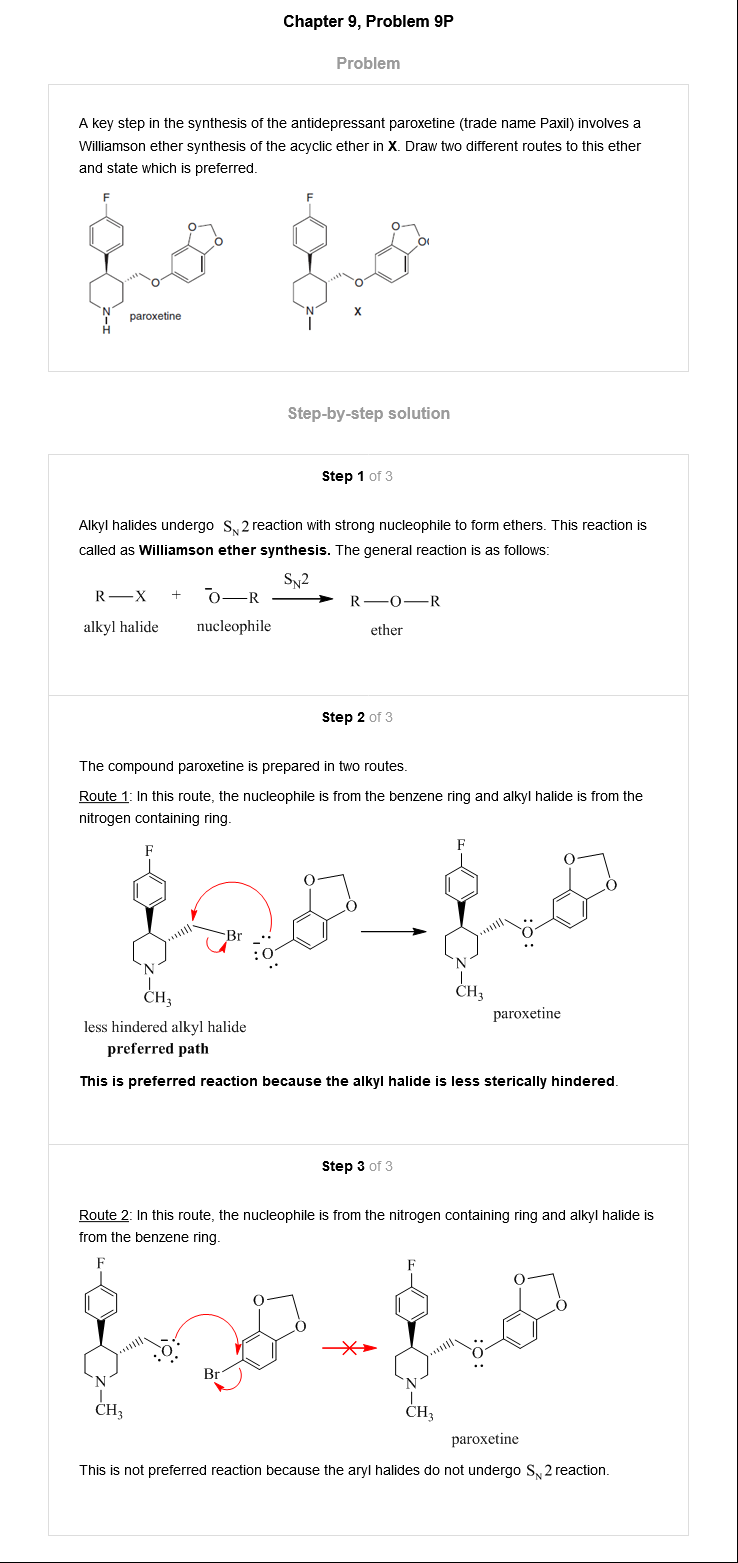 Chapter 9, Problem 9P
Problem
A key step in the synthesis of the antidepressant paroxetine (trade name Paxil) involves a
Williamson ether synthesis of the acyclic ether in X. Draw two different routes to this ether
and state which is preferred.
F
O
O
O
N
H
paroxetine
F
O
O
O
N
X
Step-by-step solution
Step 1 of 3
Alkyl halides undergo SN2 reaction with strong nucleophile to form ethers. This reaction is
called as Williamson ether synthesis. The general reaction is as follows:
R—X + ⁻O—R SN2 R—O—R
alkyl halide nucleophile ether
Step 2 of 3
The compound paroxetine is prepared in two routes.
Route 1: In this route, the nucleophile is from the benzene ring and alkyl halide is from the
nitrogen containing ring.
F
Br
N
CH3
O
O
:O
F
O
O
O
N
CH3
less hindered alkyl halide
preferred path
paroxetine
This is preferred reaction because the alkyl halide is less sterically hindered.
Step 3 of 3
Route 2: In this route, the nucleophile is from the nitrogen containing ring and alkyl halide is
from the benzene ring.
F
O
N
CH3
O
O
Br
F
O
O
O
N
CH3
paroxetine
This is not preferred reaction because the aryl halides do not undergo SN2 reaction.